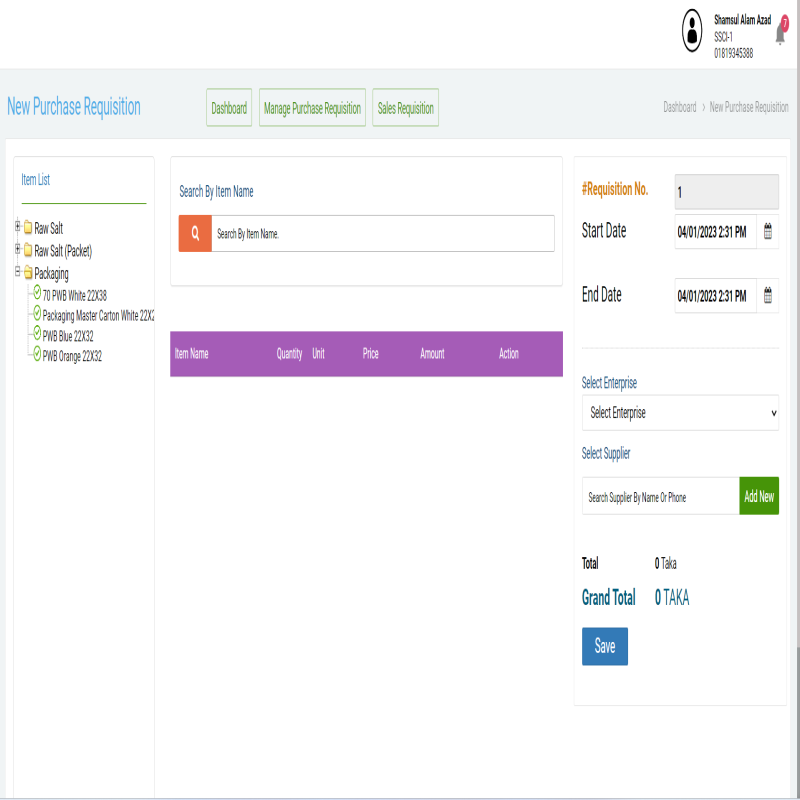 Shamsul Alam Azad
7
SSCI-1
01819345388
New Purchase Requisition
Dashboard
Manage Purchase Requisition
Sales Requisition
Dashboard > New Purchase Requisition
Item List
Raw Salt
Raw Salt (Packet)
Packaging
70 PWB White 22X38
Packaging Master Carton White 22X2
PWB Blue 22X32
PWB Orange 22X32
Search By Item Name
Search By Item Name.
Item Name Quantity Unit Price Amount Action
#Requisition No. 1
Start Date 04/01/2023 2:31 PM
End Date 04/01/2023 2:31 PM
Select Enterprise
Select Enterprise
Select Supplier
Search Supplier By Name Or Phone Add New
Total 0 Taka
Grand Total 0 TAKA
Save